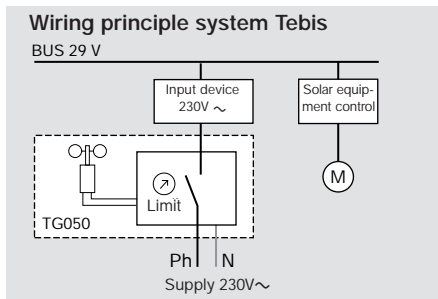 Wiring principle system Tebis
BUS 29 V
Input device
230V ~
Solar equip-
ment control
Limit
M
TG050
Ph
N
Supply 230V~